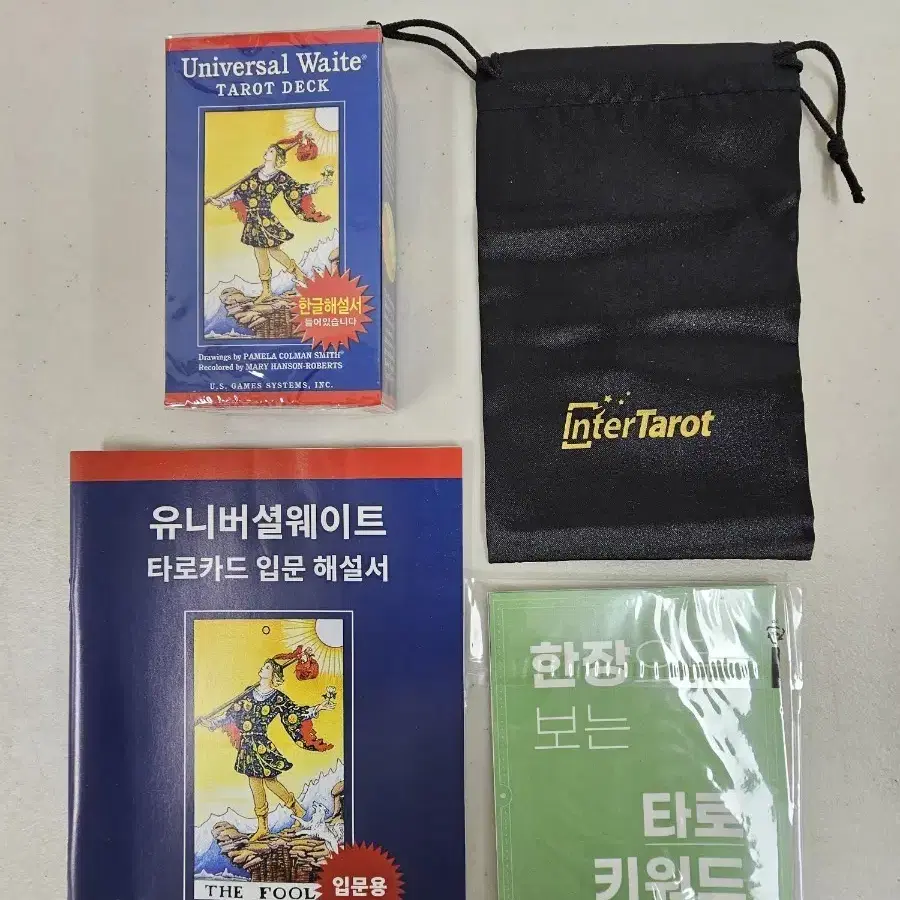 Universal Waite®
TAROT DECK
한글해설서
들어있습니다
Drawings by PAMELA COLMAN SMITH®
Recolored by MARY HANSON-ROBERTS
U.S. GAMES SYSTEMS, INC.
InterTarot
유니버셜웨이트
타로카드 입문 해설서
THE FOOL
입문용
한장으로
보는
타로
키워드